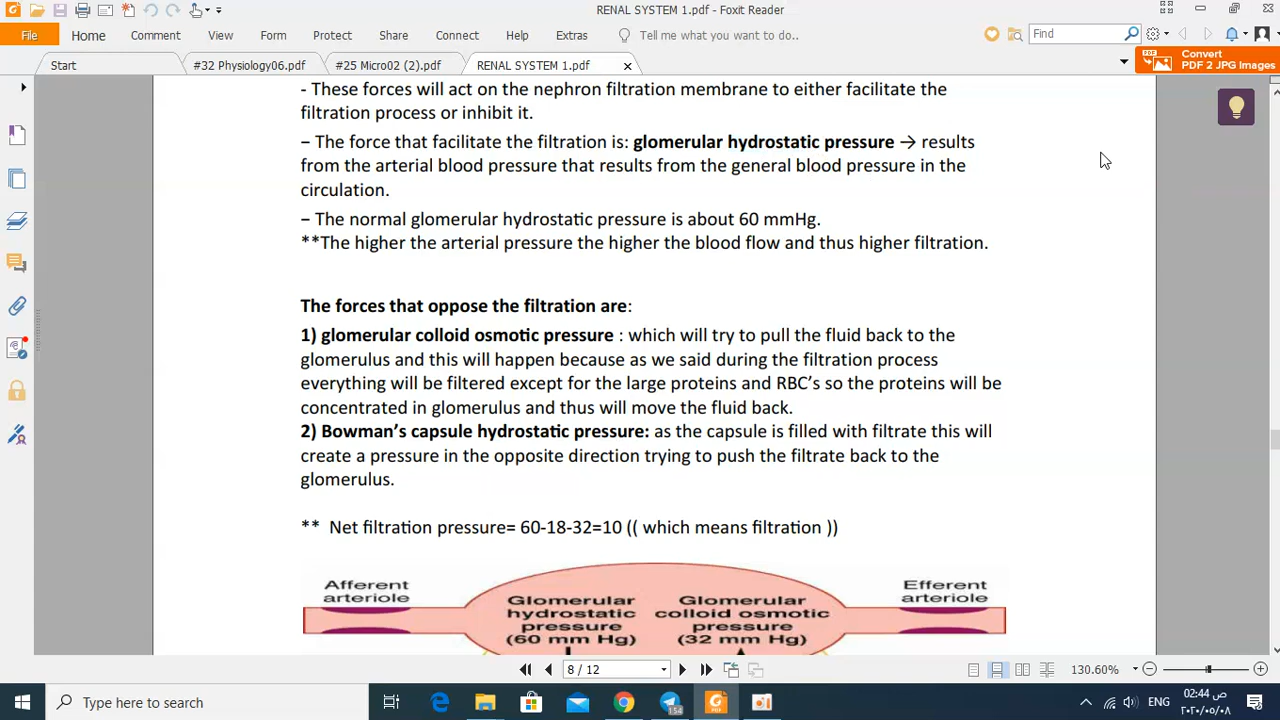 RENAL SYSTEM 1.pdf - Foxit Reader
File Home Comment View Form Protect Share Connect Help Extras Tell me what you want to do.. Find
Start #32 Physiology06.pdf #25 Micro02 (2).pdf RENAL SYSTEM 1.pdf
Convert
PDF 2 JPG Images
- These forces will act on the nephron filtration membrane to either facilitate the
filtration process or inhibit it.
– The force that facilitate the filtration is: glomerular hydrostatic pressure → results
from the arterial blood pressure that results from the general blood pressure in the
circulation.
– The normal glomerular hydrostatic pressure is about 60 mmHg.
**The higher the arterial pressure the higher the blood flow and thus higher filtration.
The forces that oppose the filtration are:
1) glomerular colloid osmotic pressure : which will try to pull the fluid back to the
glomerulus and this will happen because as we said during the filtration process
everything will be filtered except for the large proteins and RBC's so the proteins will be
concentrated in glomerulus and thus will move the fluid back.
2) Bowman's capsule hydrostatic pressure: as the capsule is filled with filtrate this will
create a pressure in the opposite direction trying to push the filtrate back to the
glomerulus.
** Net filtration pressure= 60-18-32=10 (( which means filtration ))
Afferent
arteriole
Glomerular
hydrostatic
pressure
(60 mm Hg)
Glomerular
colloid osmotic
pressure
(32 mm Hg)
Efferent
arteriole
8 / 12 130.60%
Type here to search 154 ENG 02:44 ص
٢٠٢٠/٠٥/٠٨